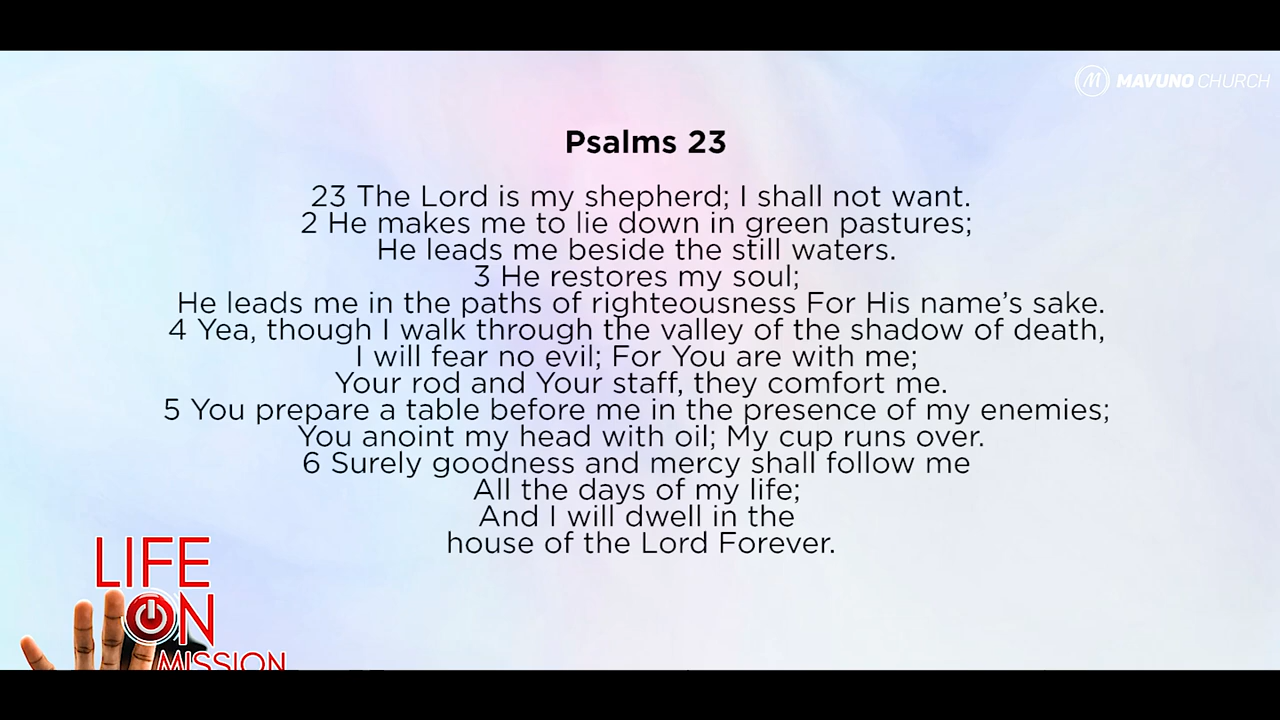 MAVUNO CHURCH
Psalms 23
23 The Lord is my shepherd; I shall not want.
2 He makes me to lie down in green pastures;
He leads me beside the still waters.
3 He restores my soul;
He leads me in the paths of righteousness For His name’s sake.
4 Yea, though I walk through the valley of the shadow of death,
I will fear no evil; For You are with me;
Your rod and Your staff, they comfort me.
5 You prepare a table before me in the presence of my enemies;
You anoint my head with oil; My cup runs over.
6 Surely goodness and mercy shall follow me
All the days of my life;
And I will dwell in the
house of the Lord Forever.
LIFE
ON
MISSION